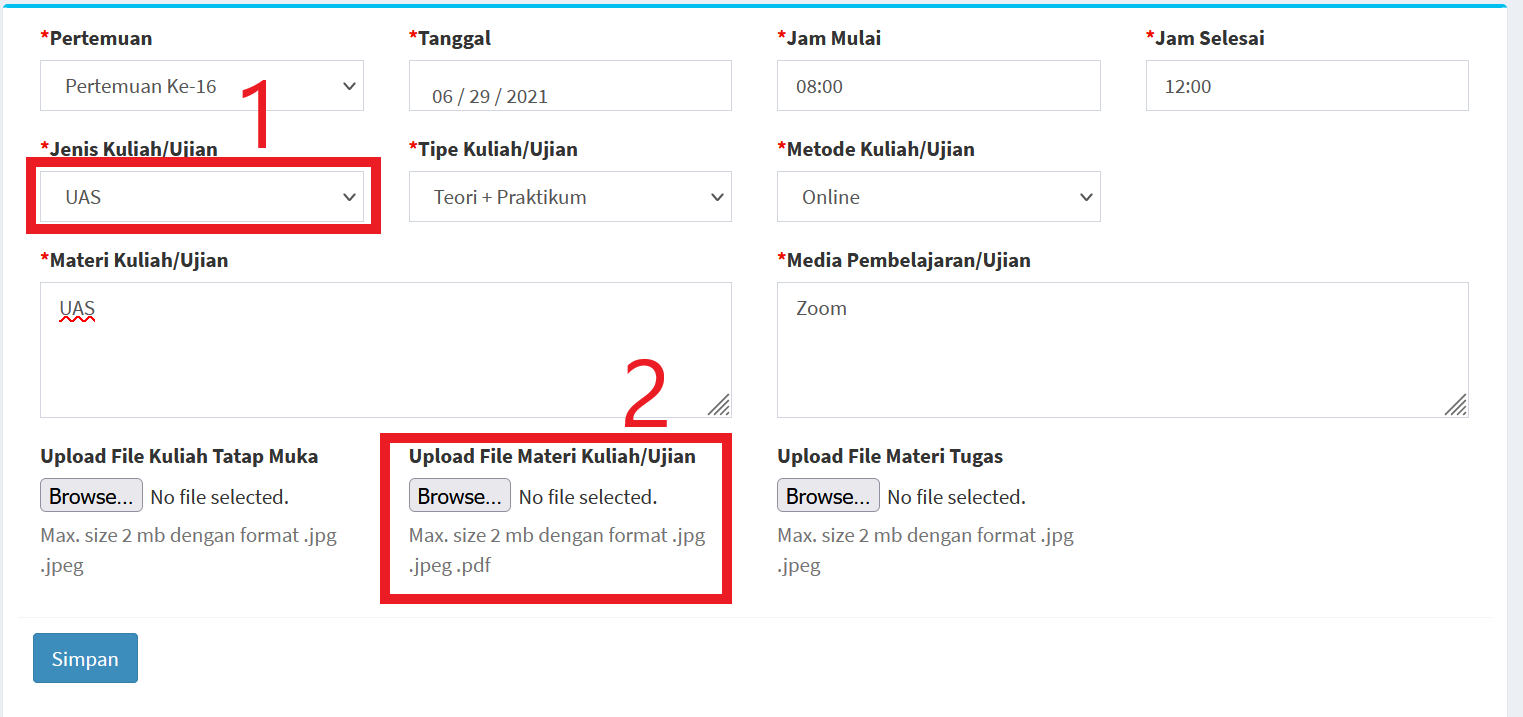 *Pertemuan
*Tanggal
*Jam Mulai
*Jam Selesai
Pertemuan Ke-16
06 / 29 / 2021
08:00
12:00
1
*Jenis Kuliah/Ujian
*Tipe Kuliah/Ujian
*Metode Kuliah/Ujian
UAS
Teori + Praktikum
Online
*Materi Kuliah/Ujian
*Media Pembelajaran/Ujian
UAS
Zoom
2
Upload File Kuliah Tatap Muka
Browse... No file selected.
Max. size 2 mb dengan format .jpg
.jpeg
Upload File Materi Kuliah/Ujian
Browse... No file selected.
Max. size 2 mb dengan format .jpg
.jpeg .pdf
Upload File Materi Tugas
Browse... No file selected.
Max. size 2 mb dengan format .jpg
.jpeg
Simpan